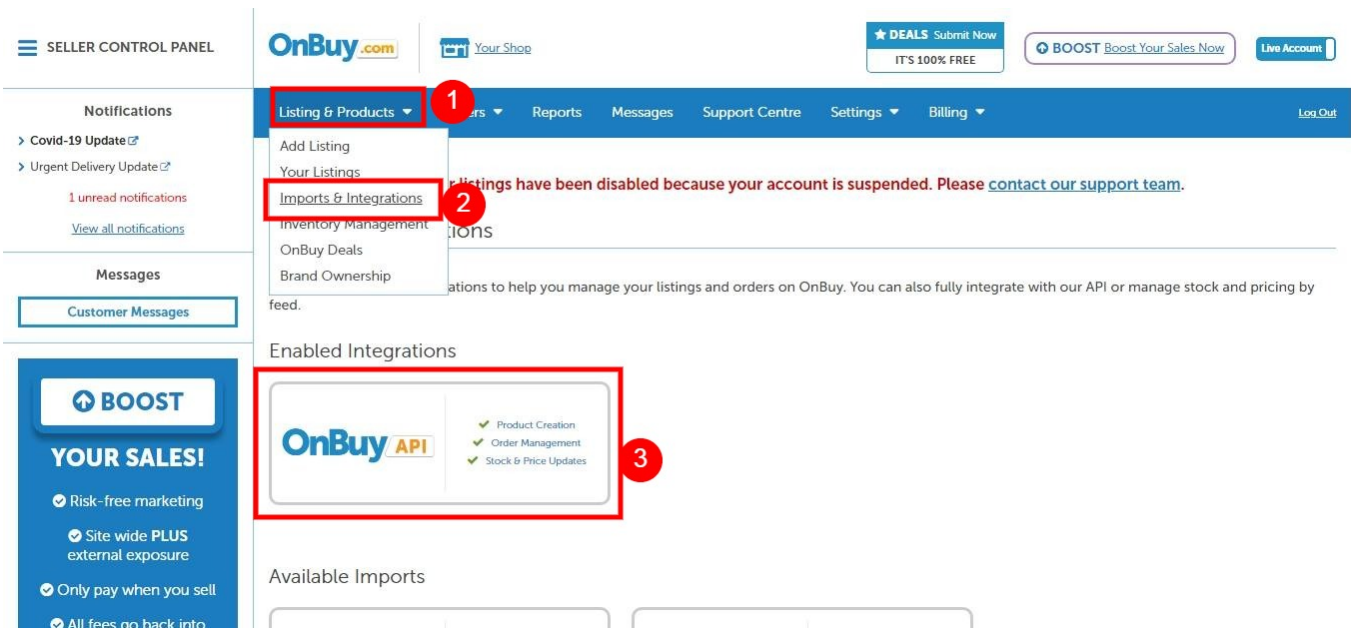 SELLER CONTROL PANEL
OnBuy.com
Your Shop
DEALS Submit Now
IT'S 100% FREE
BOOST Boost Your Sales Now
Live Account
Notifications
Covid-19 Update
Urgent Delivery Update
1 unread notifications
View all notifications
Messages
Customer Messages
BOOST
YOUR SALES!
Risk-free marketing
Site wide PLUS
external exposure
Only pay when you sell
All fees go back into
Listing & Products
1
ers
Reports
Messages
Support Centre
Settings
Billing
Log Out
Add Listing
Your Listings
Imports & Integrations
2
Inventory Management
OnBuy Deals
Brand Ownership
listings have been disabled because your account is suspended. Please contact our support team.
tions
ations to help you manage your listings and orders on OnBuy. You can also fully integrate with our API or manage stock and pricing by
feed.
Enabled Integrations
OnBuy API
Product Creation
Order Management
Stock & Price Updates
3
Available Imports